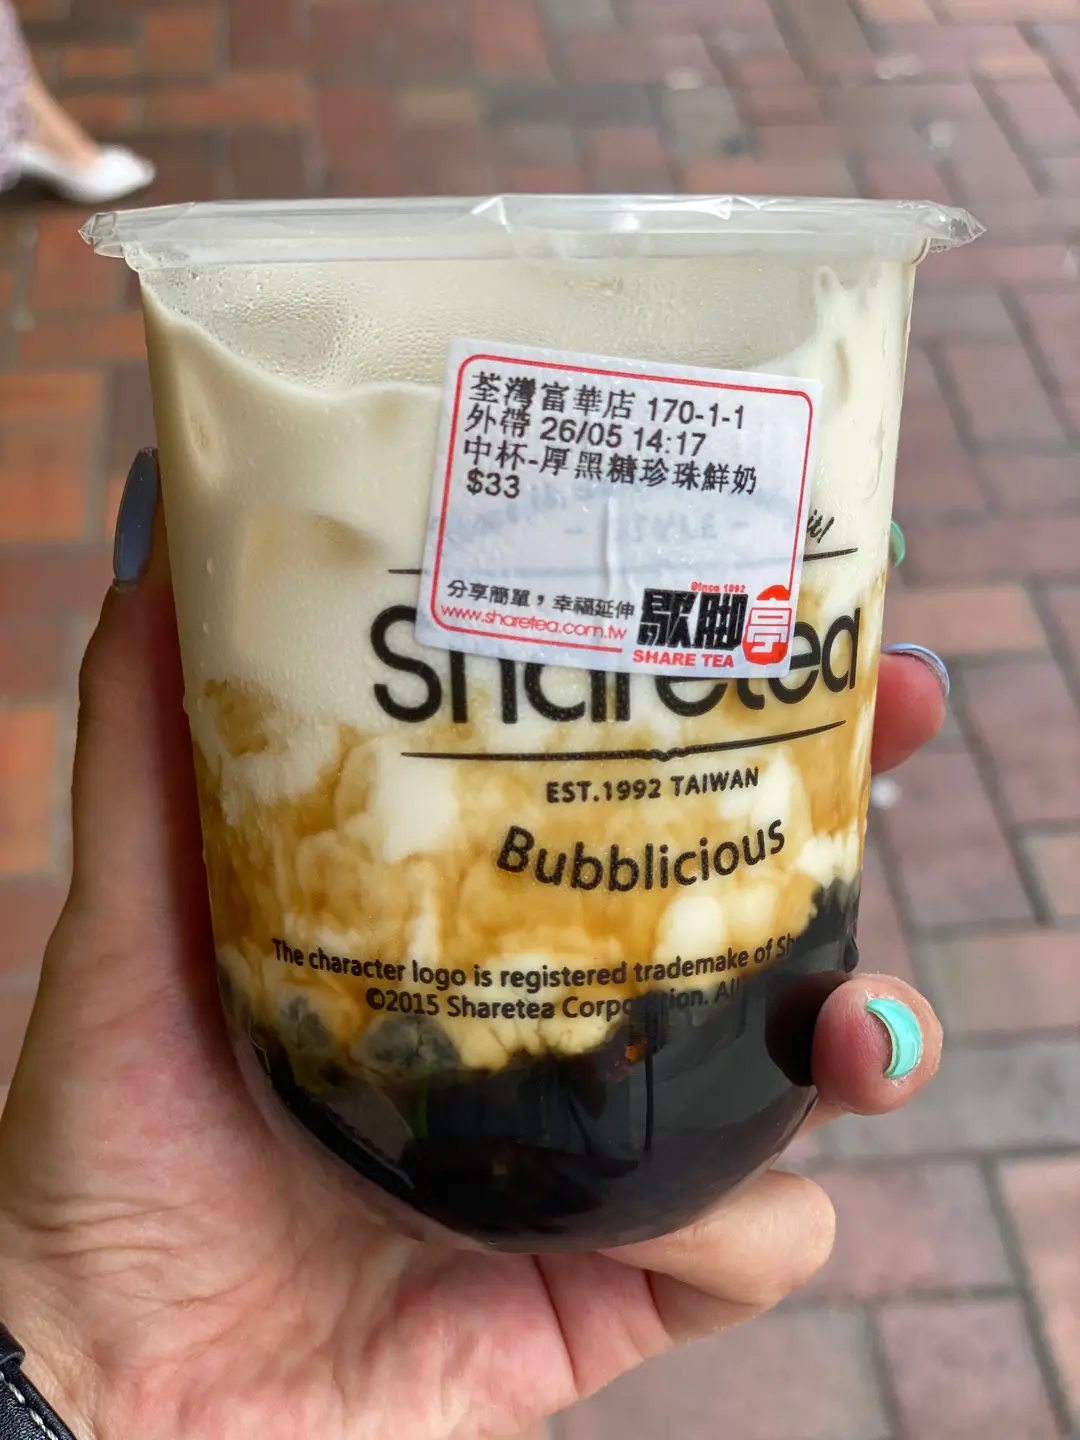 荃灣富華店 170-1-1
外帶 26/05 14:17
中杯-厚黑糖珍珠鮮奶
$33
分享簡單，幸福延伸
www.sharetea.com.tw
Since 1992
歇脚亭
SHARE TEA
Sharetea
EST.1992 TAIWAN
Bubblicious
The character logo is registered trademake of
©2015 Sharetea Corporation. All